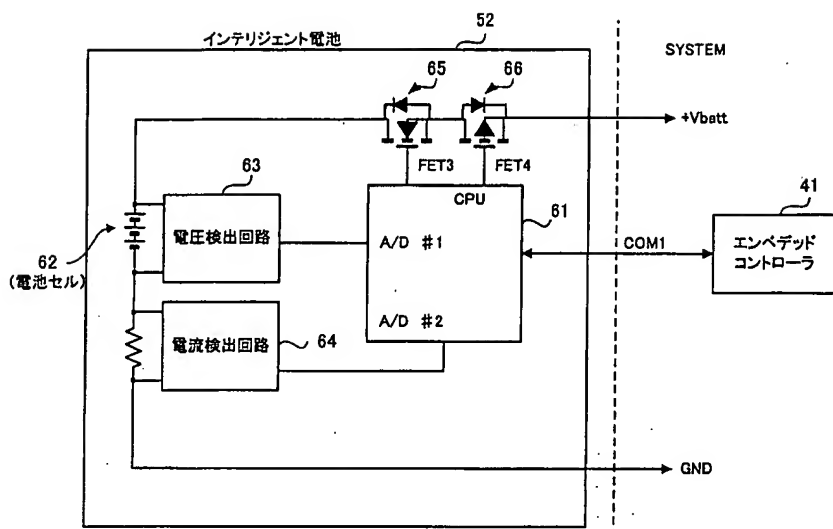 インテリジェント電池
52
SYSTEM
65
66
+Vbatt
FET3
FET4
63
CPU
61
41
電圧検出回路
A/D #1
COM1
エンベデッド
コントローラ
62
(電池セル)
A/D #2
電流検出回路
64
GND